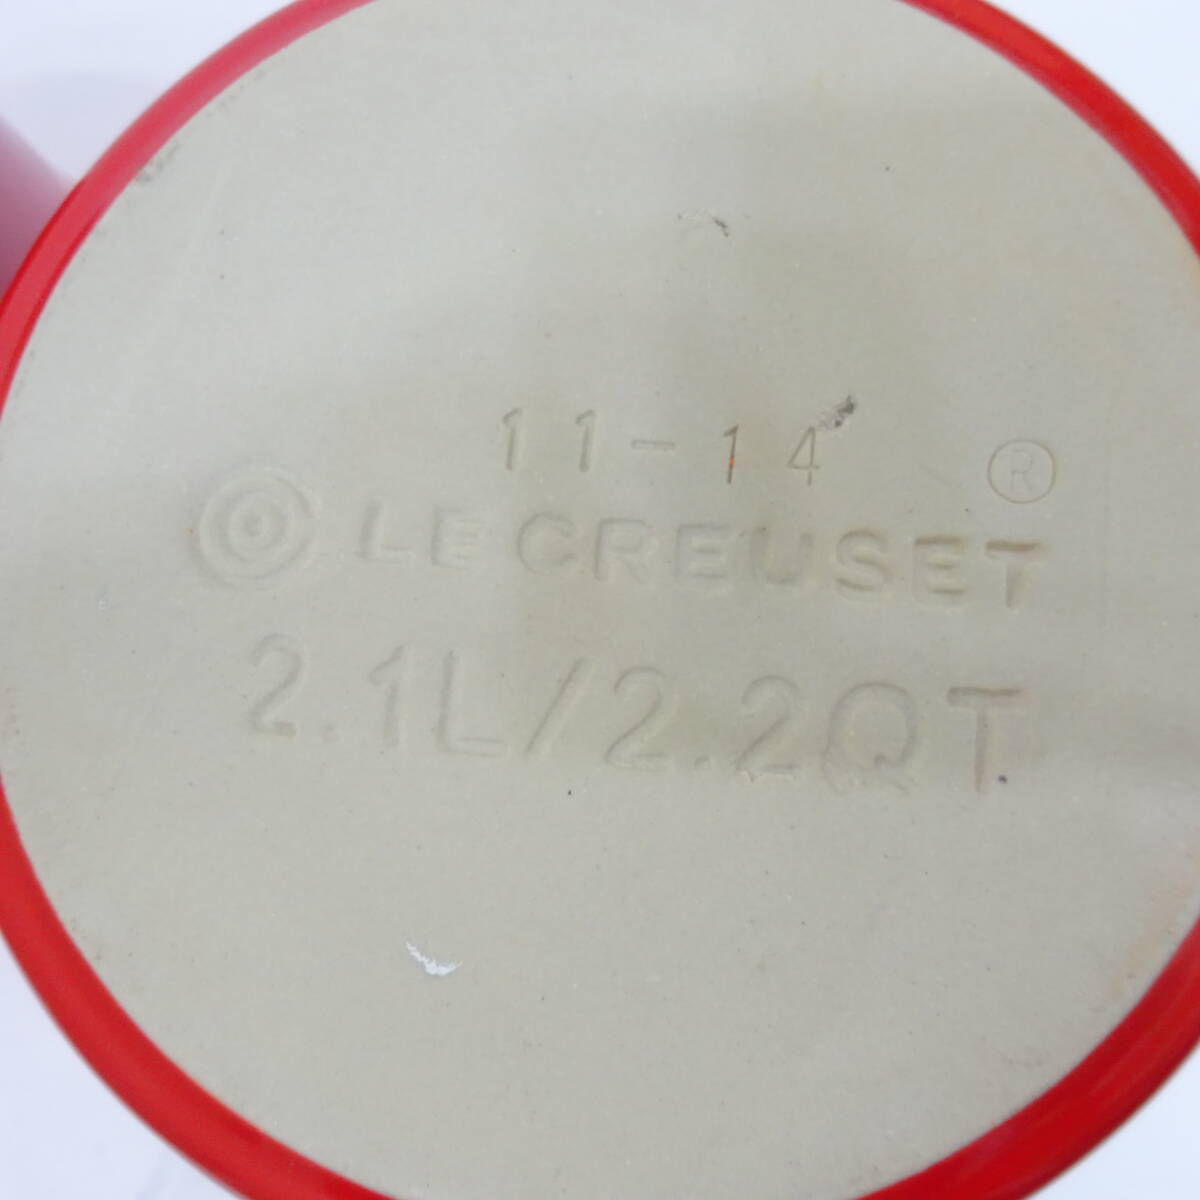 11-14
® LE CREUSET
2.1L/2.2QT